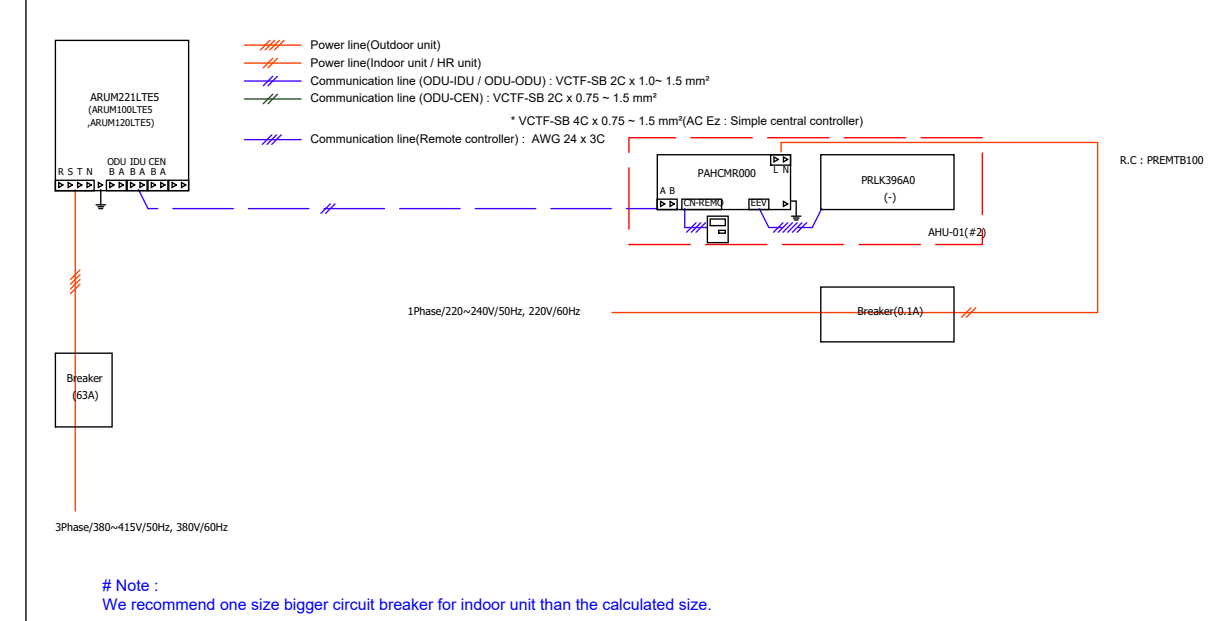 Power line(Outdoor unit)
Power line(Indoor unit / HR unit)
Communication line (ODU-IDU / ODU-ODU) : VCTF-SB 2C x 1.0~ 1.5 mm²
Communication line (ODU-CEN) : VCTF-SB 2C x 0.75 ~ 1.5 mm²
* VCTF-SB 4C x 0.75 ~ 1.5 mm²(AC Ez : Simple central controller)
Communication line(Remote controller) : AWG 24 x 3C
ARUM221LTE5
(ARUM100LTE5
,ARUM120LTE5)
ODU IDU CEN
R S T N B A B A B A
PAHCMR000
L N
A B
CN-REMO EEV
PRLK396A0
(-)
AHU-01(#2)
R.C : PREMTB100
1Phase/220~240V/50Hz, 220V/60Hz
Breaker(0.1A)
Breaker
(63A)
3Phase/380~415V/50Hz, 380V/60Hz
# Note :
We recommend one size bigger circuit breaker for indoor unit than the calculated size.